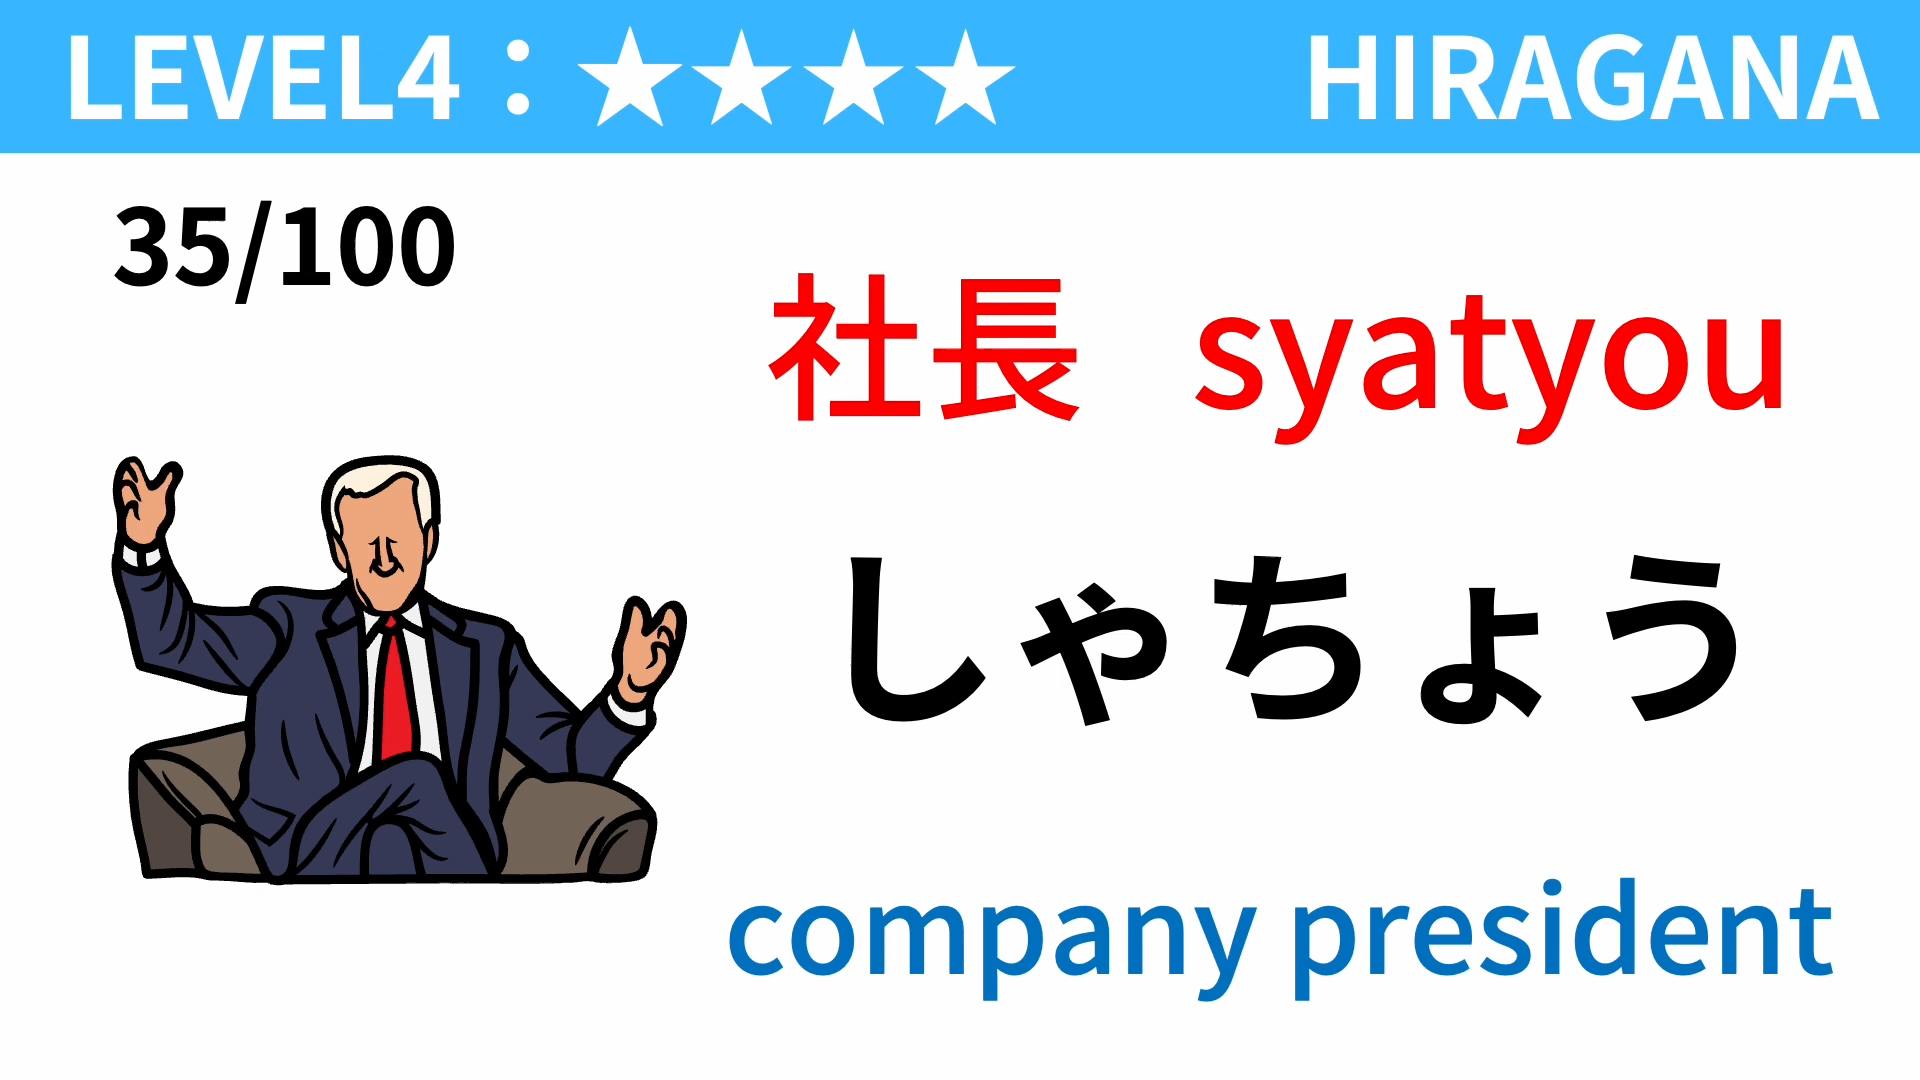 LEVEL4：★★★★ HIRAGANA
35/100
社長 syatyou
しゃちょう
company president